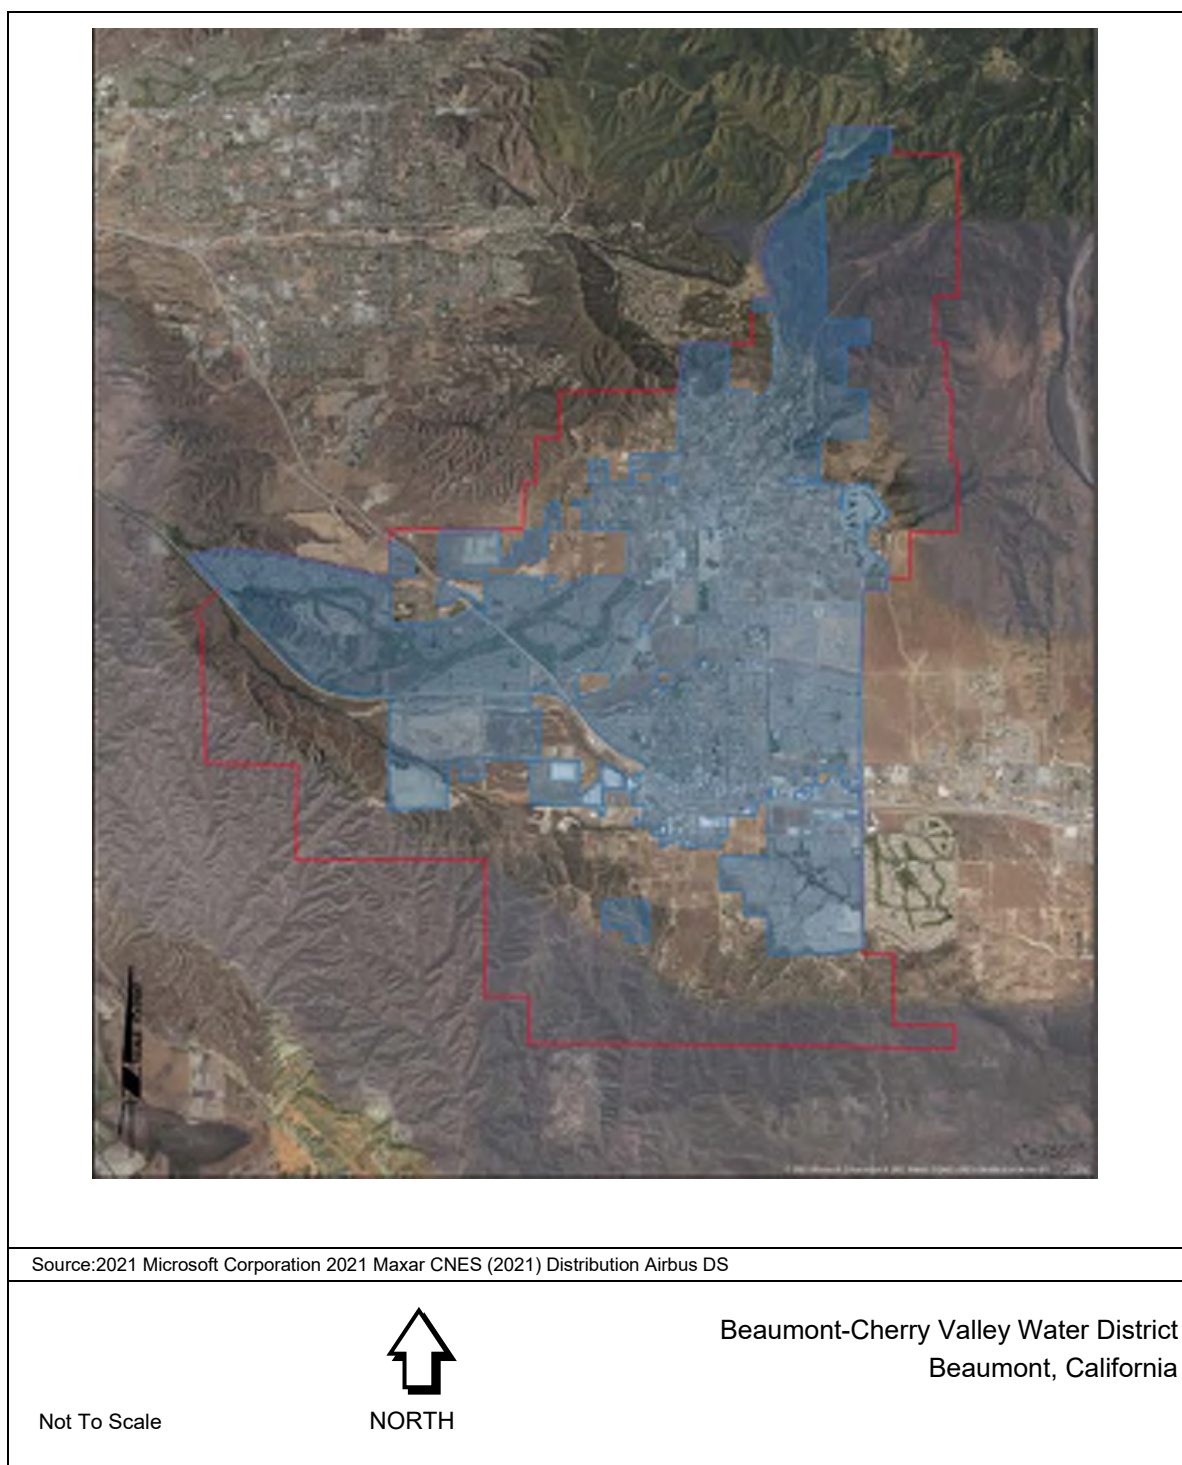 Source:2021 Microsoft Corporation 2021 Maxar CNES (2021) Distribution Airbus DS
Beaumont-Cherry Valley Water District
Beaumont, California
Not To Scale
NORTH